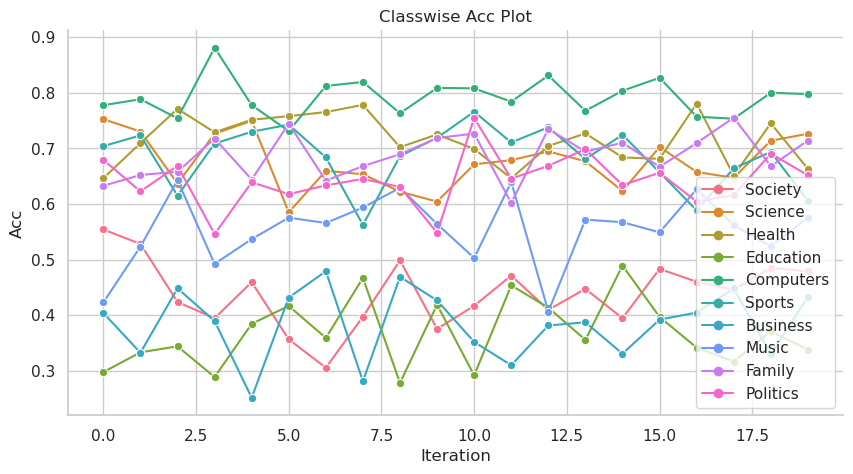 Classwise Acc Plot
Acc
0.9
0.8
0.7
0.6
0.5
0.4
0.3
Society
Science
Health
Education
Computers
Sports
Business
Music
Family
Politics
0.0 2.5 5.0 7.5 10.0 12.5 15.0 17.5
Iteration